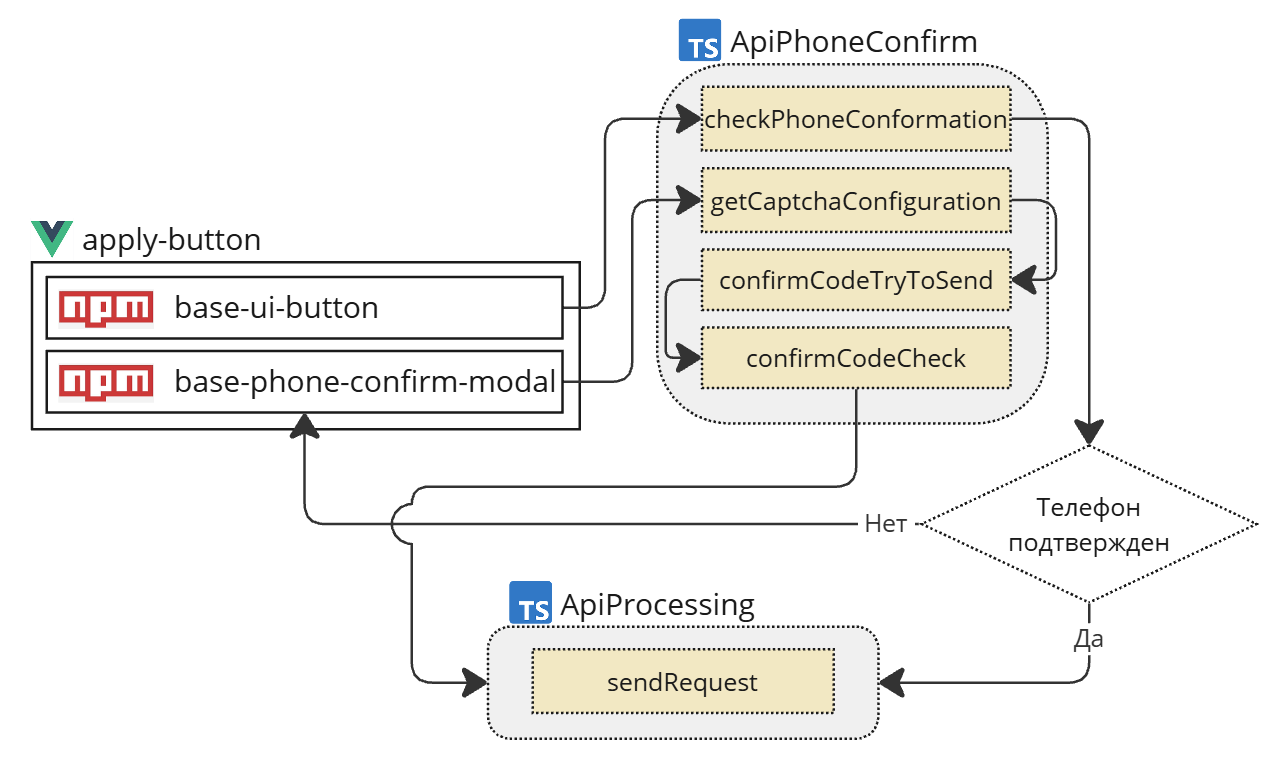 TS ApiPhoneConfirm
checkPhoneConformation
getCaptchaConfiguration
confirmCodeTryToSend
confirmCodeCheck
apply-button
npm base-ui-button
npm base-phone-confirm-modal
Нет
Телефон
подтвержден
Да
TS ApiProcessing
sendRequest